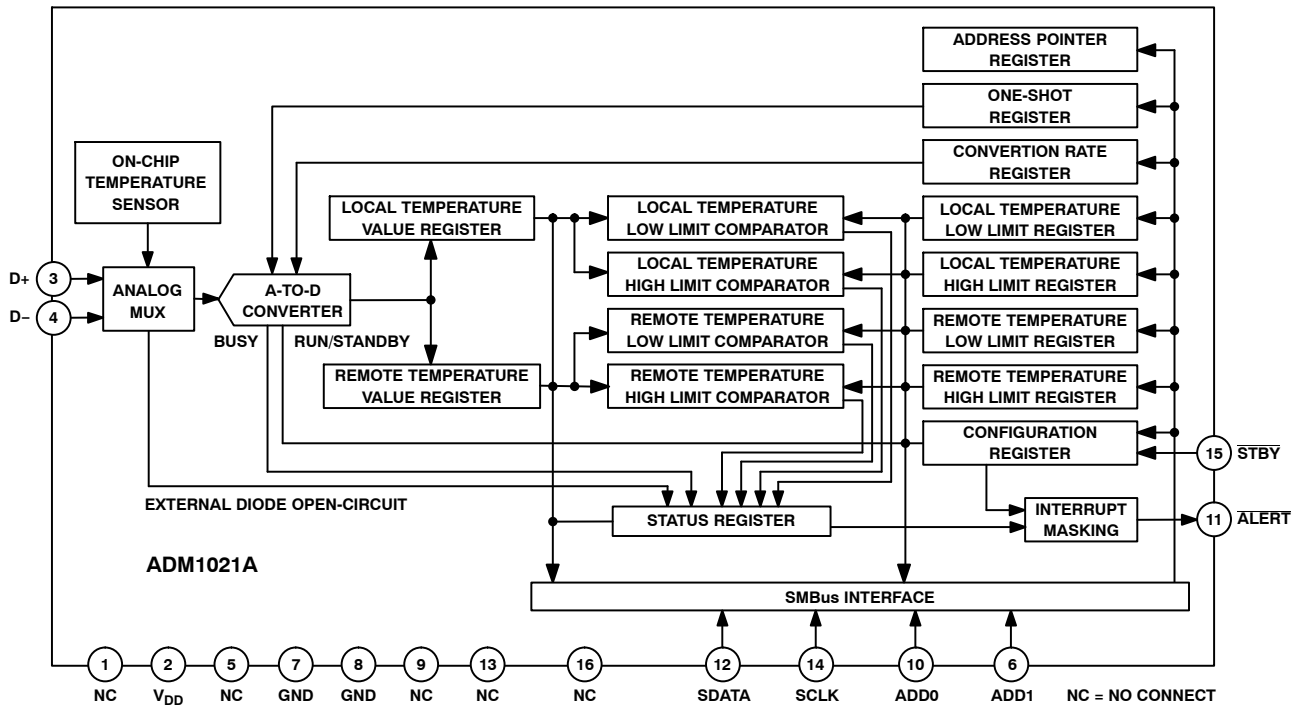 ADDRESS POINTER
REGISTER
ONE-SHOT
REGISTER
ON-CHIP
TEMPERATURE
SENSOR
CONVERTION RATE
REGISTER
LOCAL TEMPERATURE
VALUE REGISTER
LOCAL TEMPERATURE
LOW LIMIT COMPARATOR
LOCAL TEMPERATURE
LOW LIMIT REGISTER
D+
3
D−
4
ANALOG
MUX
A-TO-D
CONVERTER
LOCAL TEMPERATURE
HIGH LIMIT COMPARATOR
LOCAL TEMPERATURE
HIGH LIMIT REGISTER
BUSY
RUN/STANDBY
REMOTE TEMPERATURE
LOW LIMIT COMPARATOR
REMOTE TEMPERATURE
LOW LIMIT REGISTER
REMOTE TEMPERATURE
VALUE REGISTER
REMOTE TEMPERATURE
HIGH LIMIT COMPARATOR
REMOTE TEMPERATURE
HIGH LIMIT REGISTER
CONFIGURATION
REGISTER
15
STBY
EXTERNAL DIODE OPEN-CIRCUIT
STATUS REGISTER
INTERRUPT
MASKING
11
ALERT
ADM1021A
SMBus INTERFACE
1
2
5
7
8
9
13
16
12
14
10
6
NC
VDD
NC
GND
GND
NC
NC
NC
SDATA
SCLK
ADD0
ADD1
NC = NO CONNECT